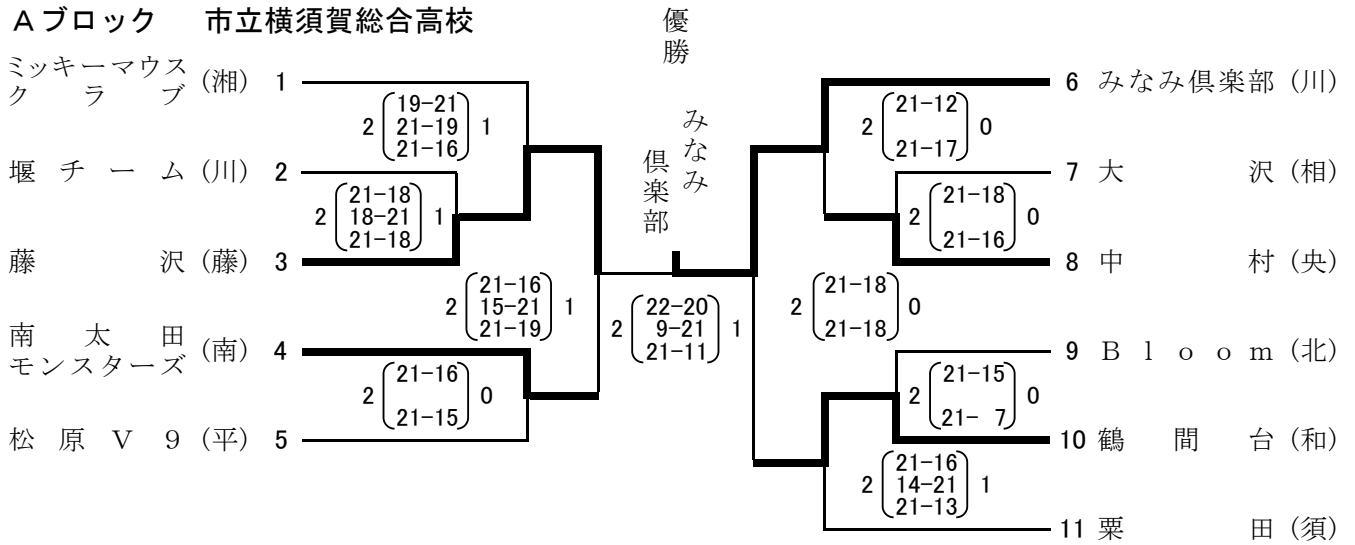 Aブロック 市立横須賀総合高校
優勝
みなみ
倶楽部
ミッキーマウス
クラブ (湘) 1
2 19-21 21-19 21-16 1
堰チーム (川) 2
2 21-18 18-21 21-18 1
藤沢 (藤) 3
2 21-16 15-21 21-19 1
南太田
モンスターズ (南) 4
2 21-16 21-15 0
松原V9 (平) 5
2 22-20 9-21 21-11 1
6 みなみ倶楽部 (川)
2 21-12 21-17 0
7 大沢 (相)
2 21-18 21-16 0
8 中村 (央)
2 21-18 21-18 0
9 Bloom (北)
2 21-15 21- 7 0
10 鶴間台 (和)
2 21-16 14-21 21-13 1
11 粟田 (須)